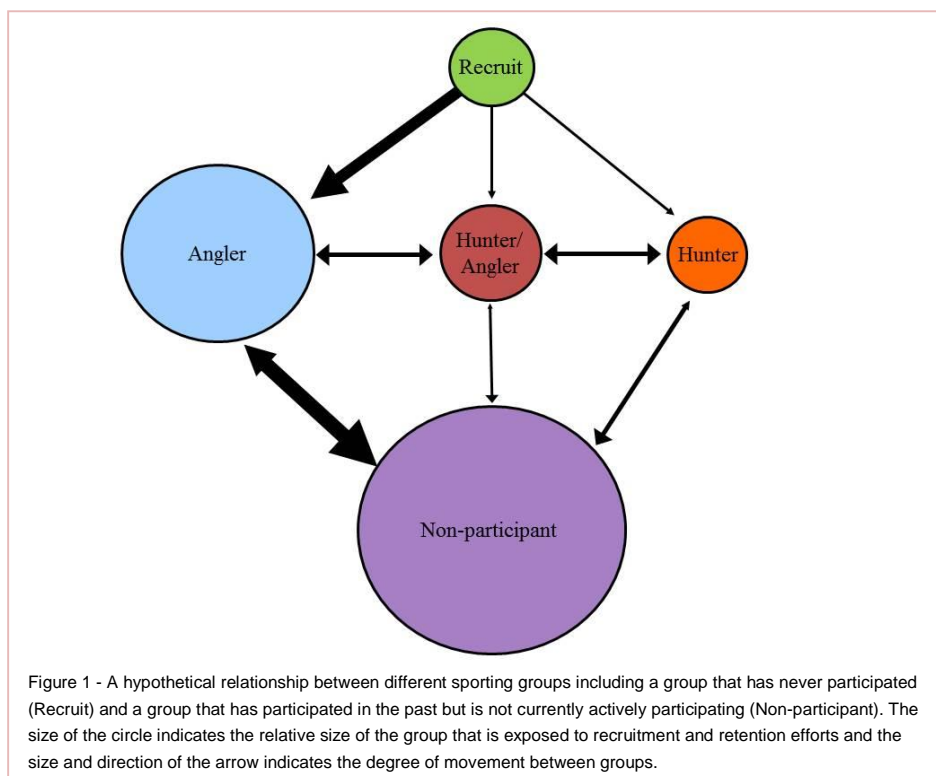 Recruit
Angler
Hunter/
Angler
Hunter
Non-participant
Figure 1 - A hypothetical relationship between different sporting groups including a group that has never participated
(Recruit) and a group that has participated in the past but is not currently actively participating (Non-participant). The
size of the circle indicates the relative size of the group that is exposed to recruitment and retention efforts and the
size and direction of the arrow indicates the degree of movement between groups.